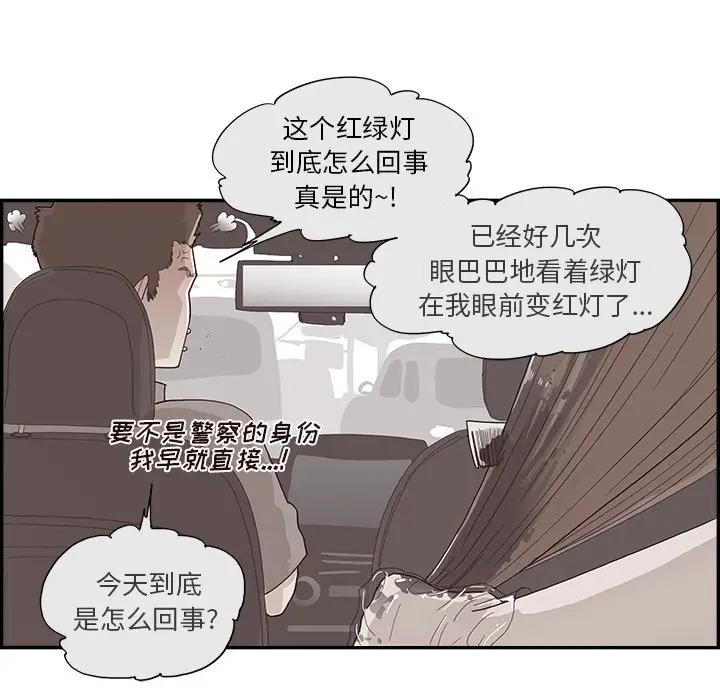 这个红绿灯
到底怎么回事
真是的~!
已经好几次
眼巴巴地看着绿灯
在我眼前变红灯了...
要不是警察的身份
我早就直接...!
今天到底
是怎么回事?